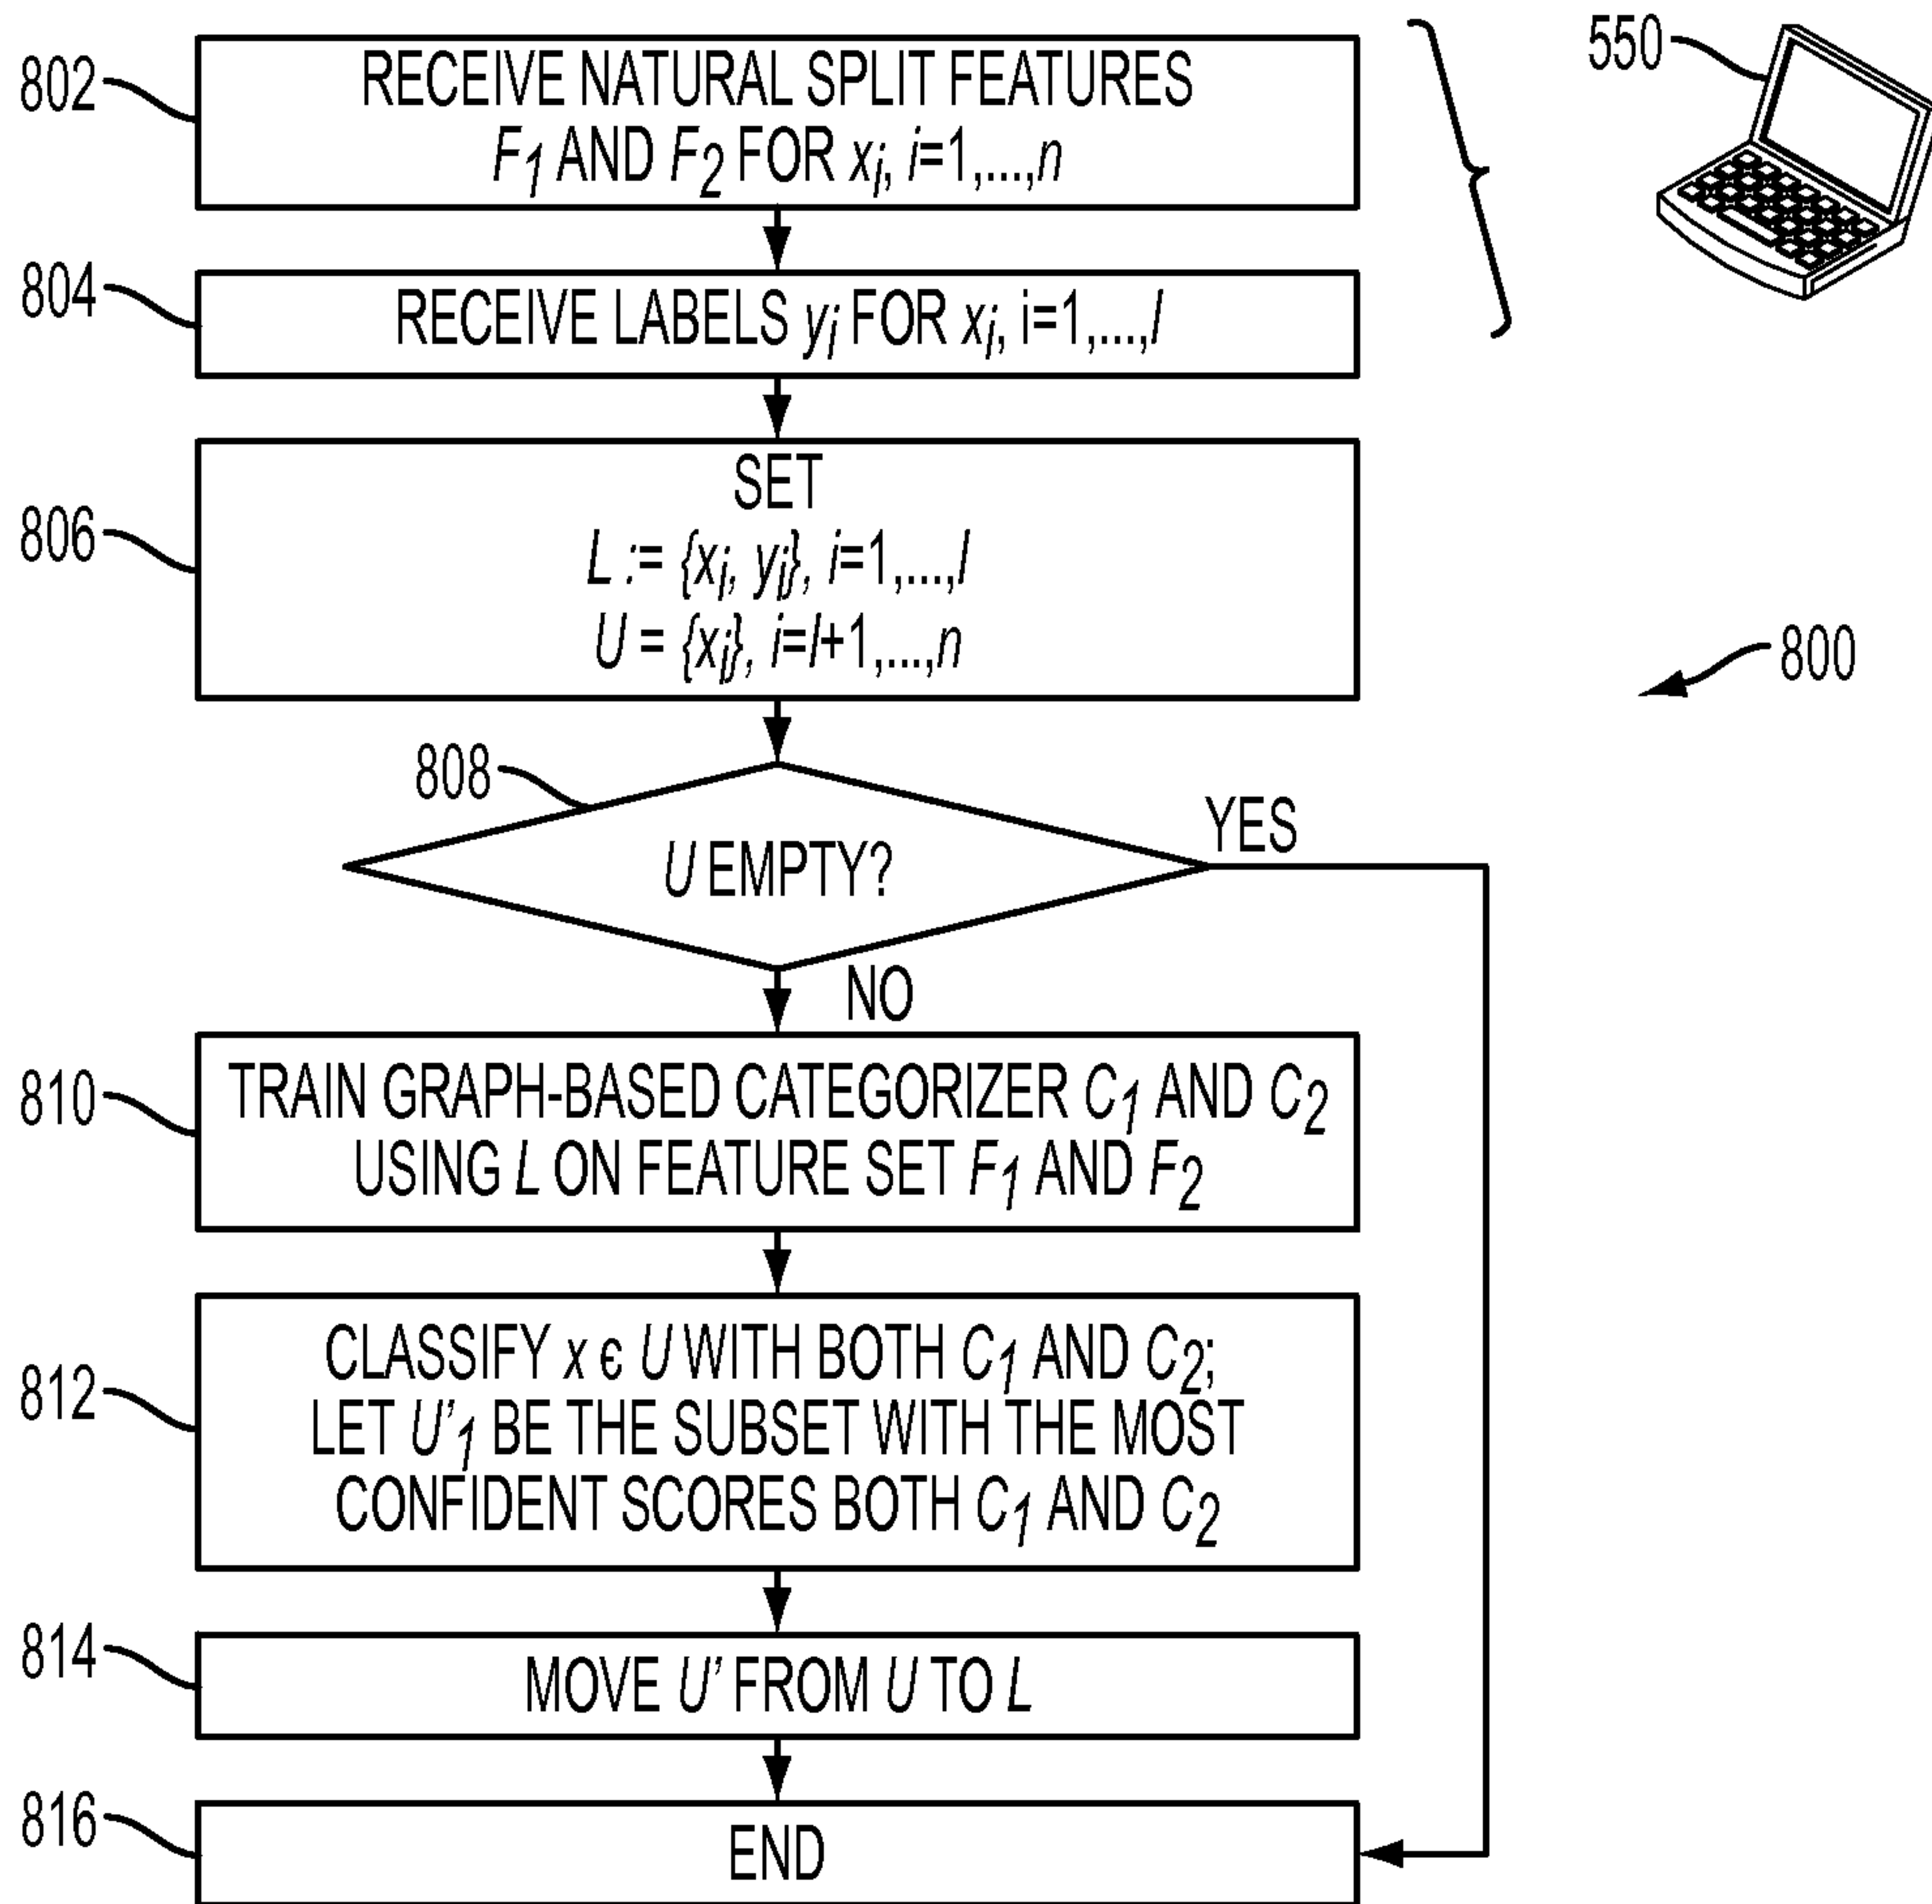 802
RECEIVE NATURAL SPLIT FEATURES
F1 AND F2 FOR xi, i=1,...,n
550
804
RECEIVE LABELS yi FOR xi, i=1,...,l
806
SET
L := {xi, yi}, i=1,...,l
U = {xi}, i=l+1,...,n
800
808
U EMPTY?
YES
NO
810
TRAIN GRAPH-BASED CATEGORIZER C1 AND C2
USING L ON FEATURE SET F1 AND F2
812
CLASSIFY x ϵ U WITH BOTH C1 AND C2;
LET U'1 BE THE SUBSET WITH THE MOST
CONFIDENT SCORES BOTH C1 AND C2
814
MOVE U' FROM U TO L
816
END